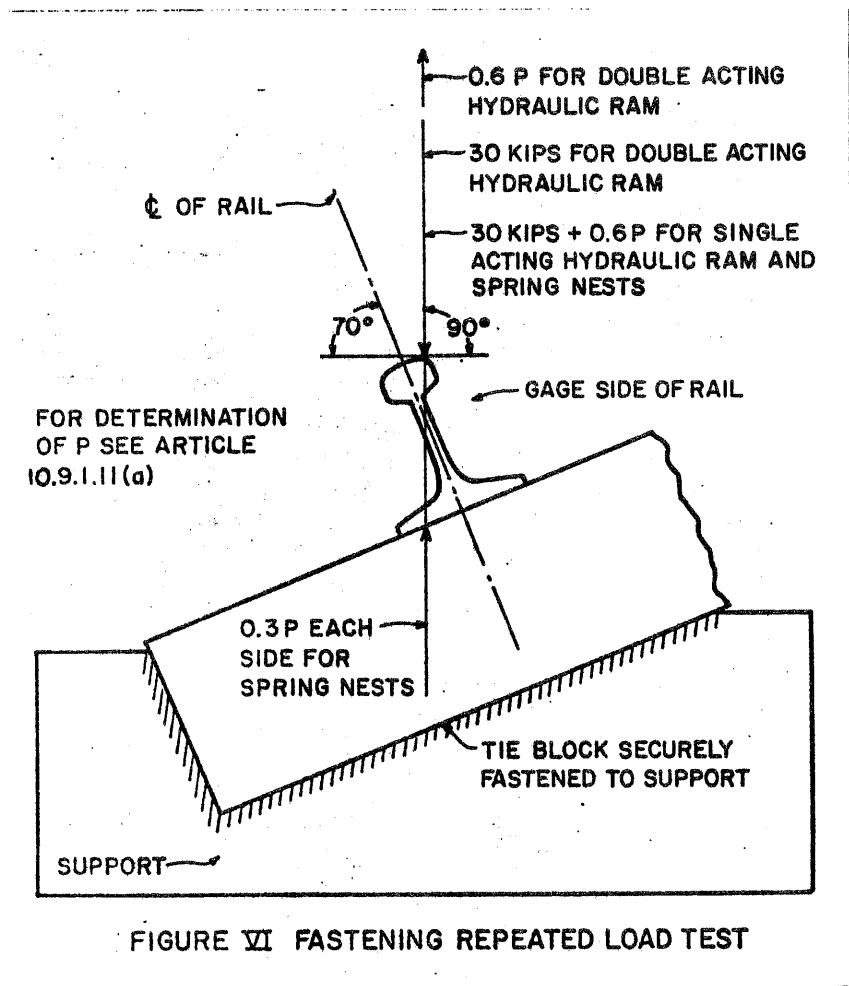 0.6 P FOR DOUBLE ACTING
HYDRAULIC RAM
30 KIPS FOR DOUBLE ACTING
HYDRAULIC RAM
℄ OF RAIL
30 KIPS + 0.6 P FOR SINGLE
ACTING HYDRAULIC RAM AND
SPRING NESTS
70°
90°
GAGE SIDE OF RAIL
FOR DETERMINATION
OF P SEE ARTICLE
10.9.1.11(a)
0.3 P EACH
SIDE FOR
SPRING NESTS
TIE BLOCK SECURELY
FASTENED TO SUPPORT
SUPPORT
FIGURE VI FASTENING REPEATED LOAD TEST